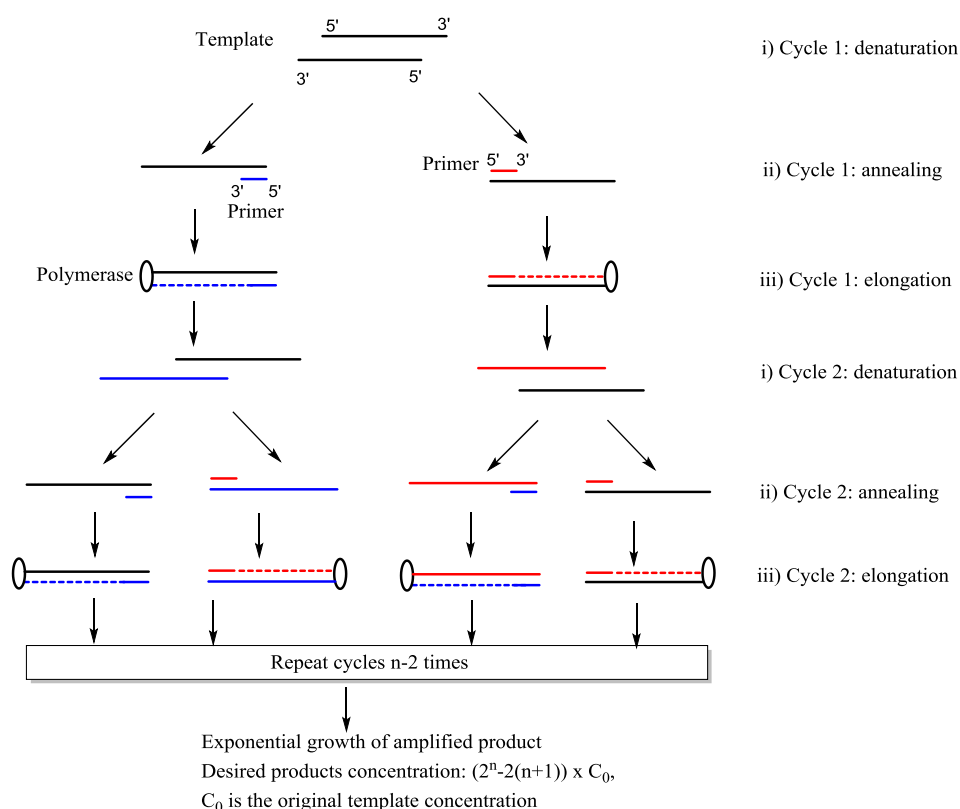 5' 3'
Template
i) Cycle 1: denaturation
3' 5'
Primer 5' 3'
ii) Cycle 1: annealing
3' 5'
Primer
Polymerase
iii) Cycle 1: elongation
i) Cycle 2: denaturation
ii) Cycle 2: annealing
iii) Cycle 2: elongation
Repeat cycles n-2 times
Exponential growth of amplified product
Desired products concentration: (2ⁿ-2(n+1)) x C₀,
C₀ is the original template concentration